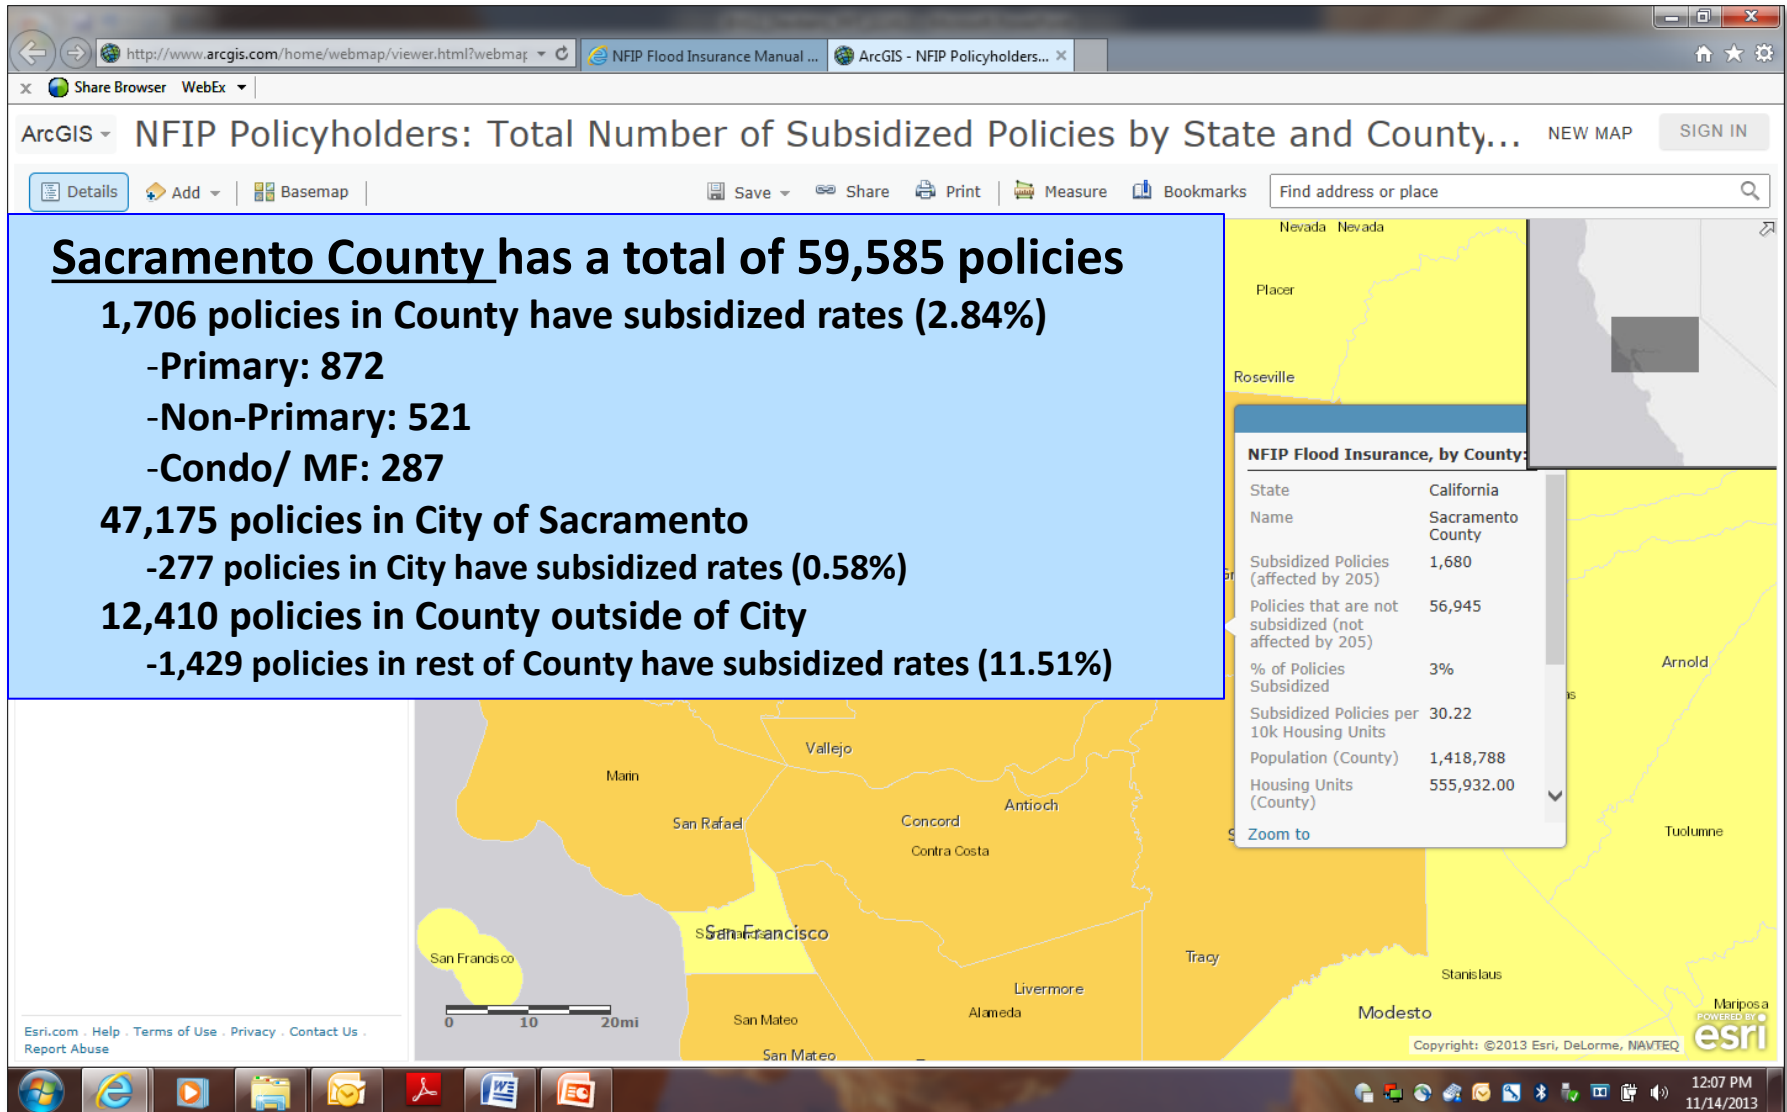 http://www.arcgis.com/home/webmap/viewer.html?webmap
NFIP Flood Insurance Manual ...
ArcGIS - NFIP Policyholders...
x Share Browser WebEx
ArcGIS NFIP Policyholders: Total Number of Subsidized Policies by State and County... NEW MAP SIGN IN
Details Add Basemap Save Share Print Measure Bookmarks Find address or place
Sacramento County has a total of 59,585 policies
1,706 policies in County have subsidized rates (2.84%)
-Primary: 872
-Non-Primary: 521
-Condo/ MF: 287
47,175 policies in City of Sacramento
-277 policies in City have subsidized rates (0.58%)
12,410 policies in County outside of City
-1,429 policies in rest of County have subsidized rates (11.51%)
Nevada Nevada
Placer
Roseville
NFIP Flood Insurance, by County:
State California
Name Sacramento
County
Subsidized Policies 1,680
(affected by 205)
Policies that are not 56,945
subsidized (not
affected by 205)
% of Policies 3%
Subsidized
Subsidized Policies per 30.22
10k Housing Units
Population (County) 1,418,788
Housing Units 555,932.00
(County)
Zoom to
Arnold
Vallejo
Marin
Antioch
San Rafael
Concord
Contra Costa
Tuolumne
San Francisco
San Francisco
Tracy
Stanislaus
Livermore
Alameda
Modesto
Mariposa
San Mateo
San Mateo
0 10 20mi
Esri.com . Help . Terms of Use . Privacy . Contact Us .
Report Abuse
Copyright: ©2013 Esri, DeLorme, NAVTEQ
POWERED BY
esri
12:07 PM
11/14/2013